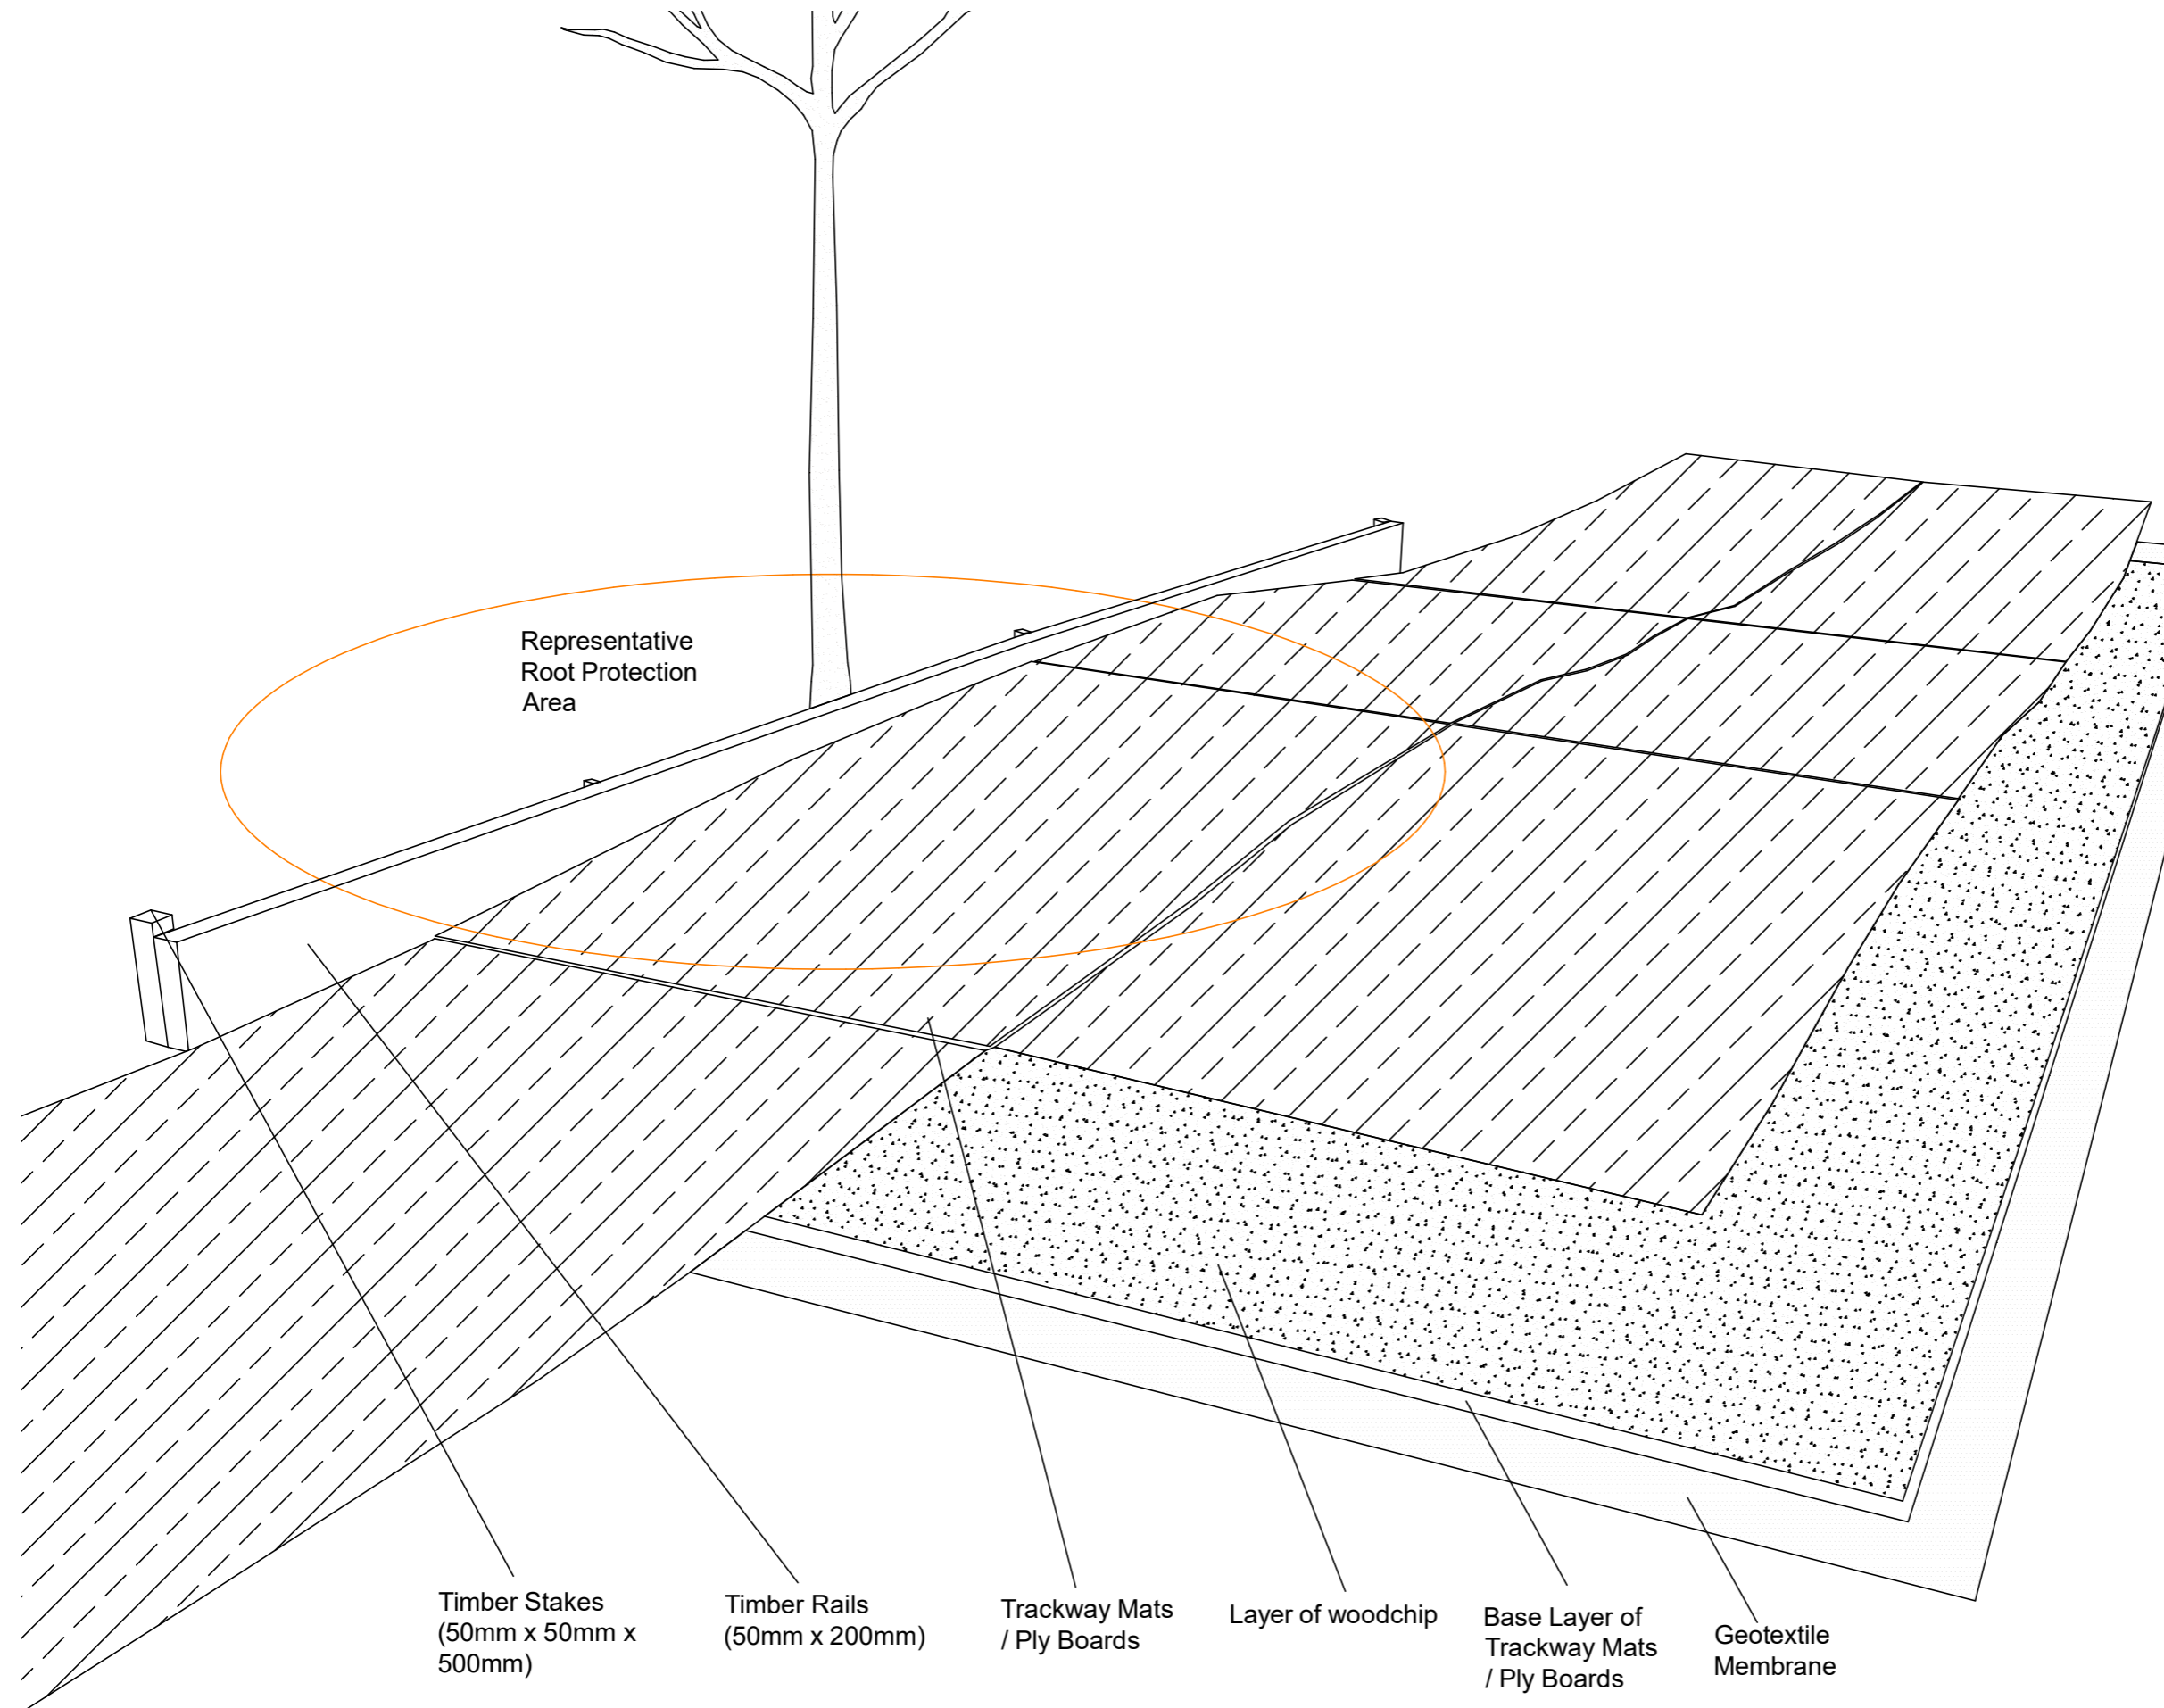 Representative
Root Protection
Area
Timber Stakes
(50mm x 50mm x
500mm)
Timber Rails
(50mm x 200mm)
Trackway Mats
/ Ply Boards
Layer of woodchip
Base Layer of
Trackway Mats
/ Ply Boards
Geotextile
Membrane